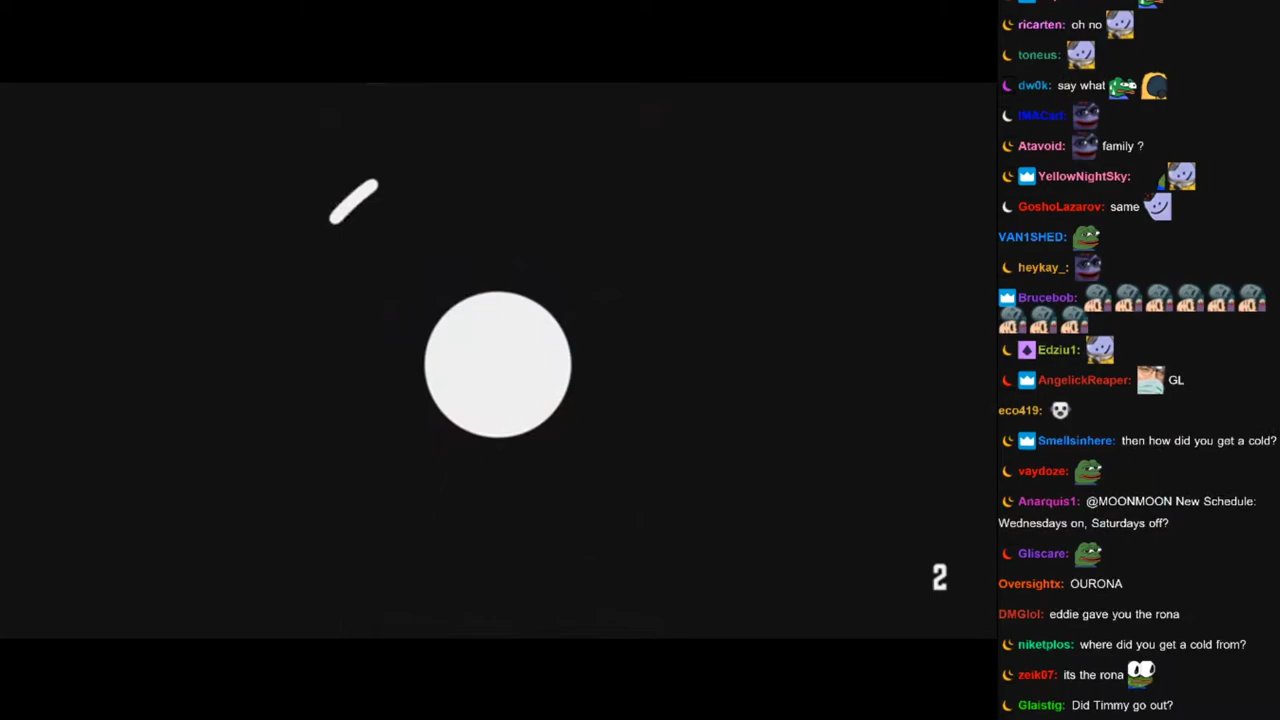 ricarten: oh no
toneus:
dw0k: say what
IMACad:
Atavoid: family ?
YellowNightSky:
GoshoLazarov: same
VAN1SHED:
heykay_:
Brucebob:
Edziu1:
AngelickReaper: GL
eco419:
Smellsinhere: then how did you get a cold?
vaydoze:
Anarquis1: @MOONMOON New Schedule:
Wednesdays on, Saturdays off?
Gliscare:
Oversightx: OURONA
DMGlol: eddie gave you the rona
niketplos: where did you get a cold from?
zeik07: its the rona
Glaistig: Did Timmy go out?
2